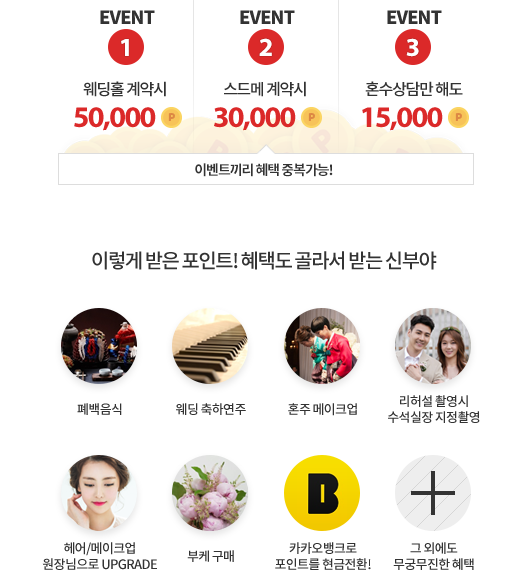 EVENT
1
EVENT
2
EVENT
3
웨딩홀 계약시
스드메 계약시
혼수상담만 해도
50,000 P
30,000 P
15,000 P
이벤트끼리 혜택 중복가능!
이렇게 받은 포인트! 혜택도 골라서 받는 신부야
폐백음식
웨딩 축하연주
혼주 메이크업
리허설 촬영시
수석실장 지정촬영
헤어/메이크업
원장님으로 UPGRADE
부케 구매
B
카카오뱅크로
포인트를 현금전환!
그 외에도
무궁무진한 혜택